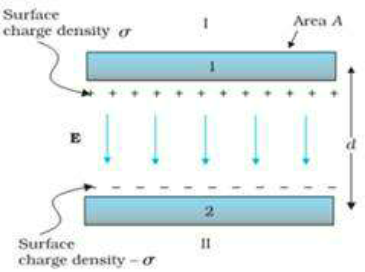 Surface
charge density σ
I
Area A
1
+ + + + + + + + + + + +
E
d
– – – – – – – – – – –
2
Surface
charge density – σ
II